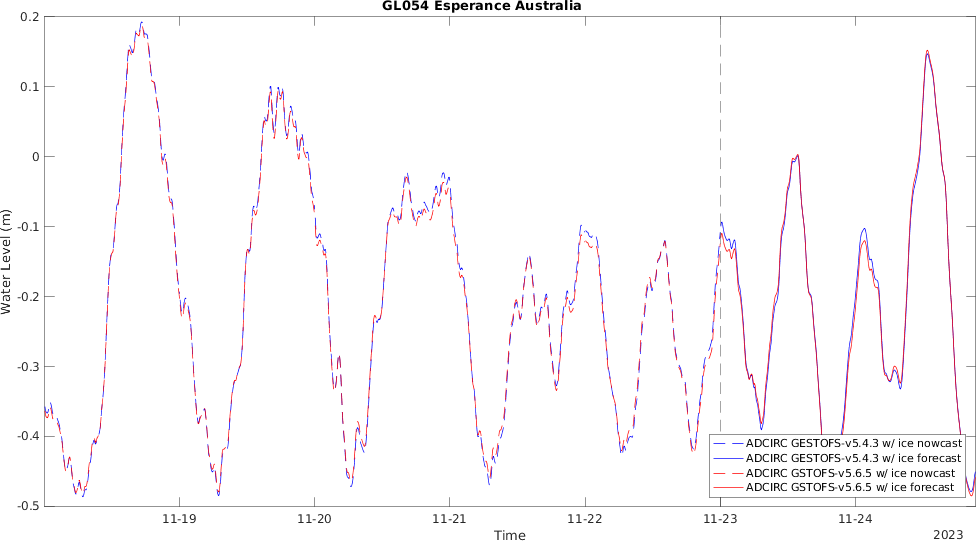 GL054 Esperance Australia
0.2
0.1
0
-0.1
-0.2
-0.3
-0.4
-0.5
Water Level (m)
11-19
11-20
11-21
11-22
11-23
11-24
Time
2023
ADCIRC GESTOFS-v5.4.3 w/ ice nowcast
ADCIRC GESTOFS-v5.4.3 w/ ice forecast
ADCIRC GSTOFS-v5.6.5 w/ ice nowcast
ADCIRC GSTOFS-v5.6.5 w/ ice forecast